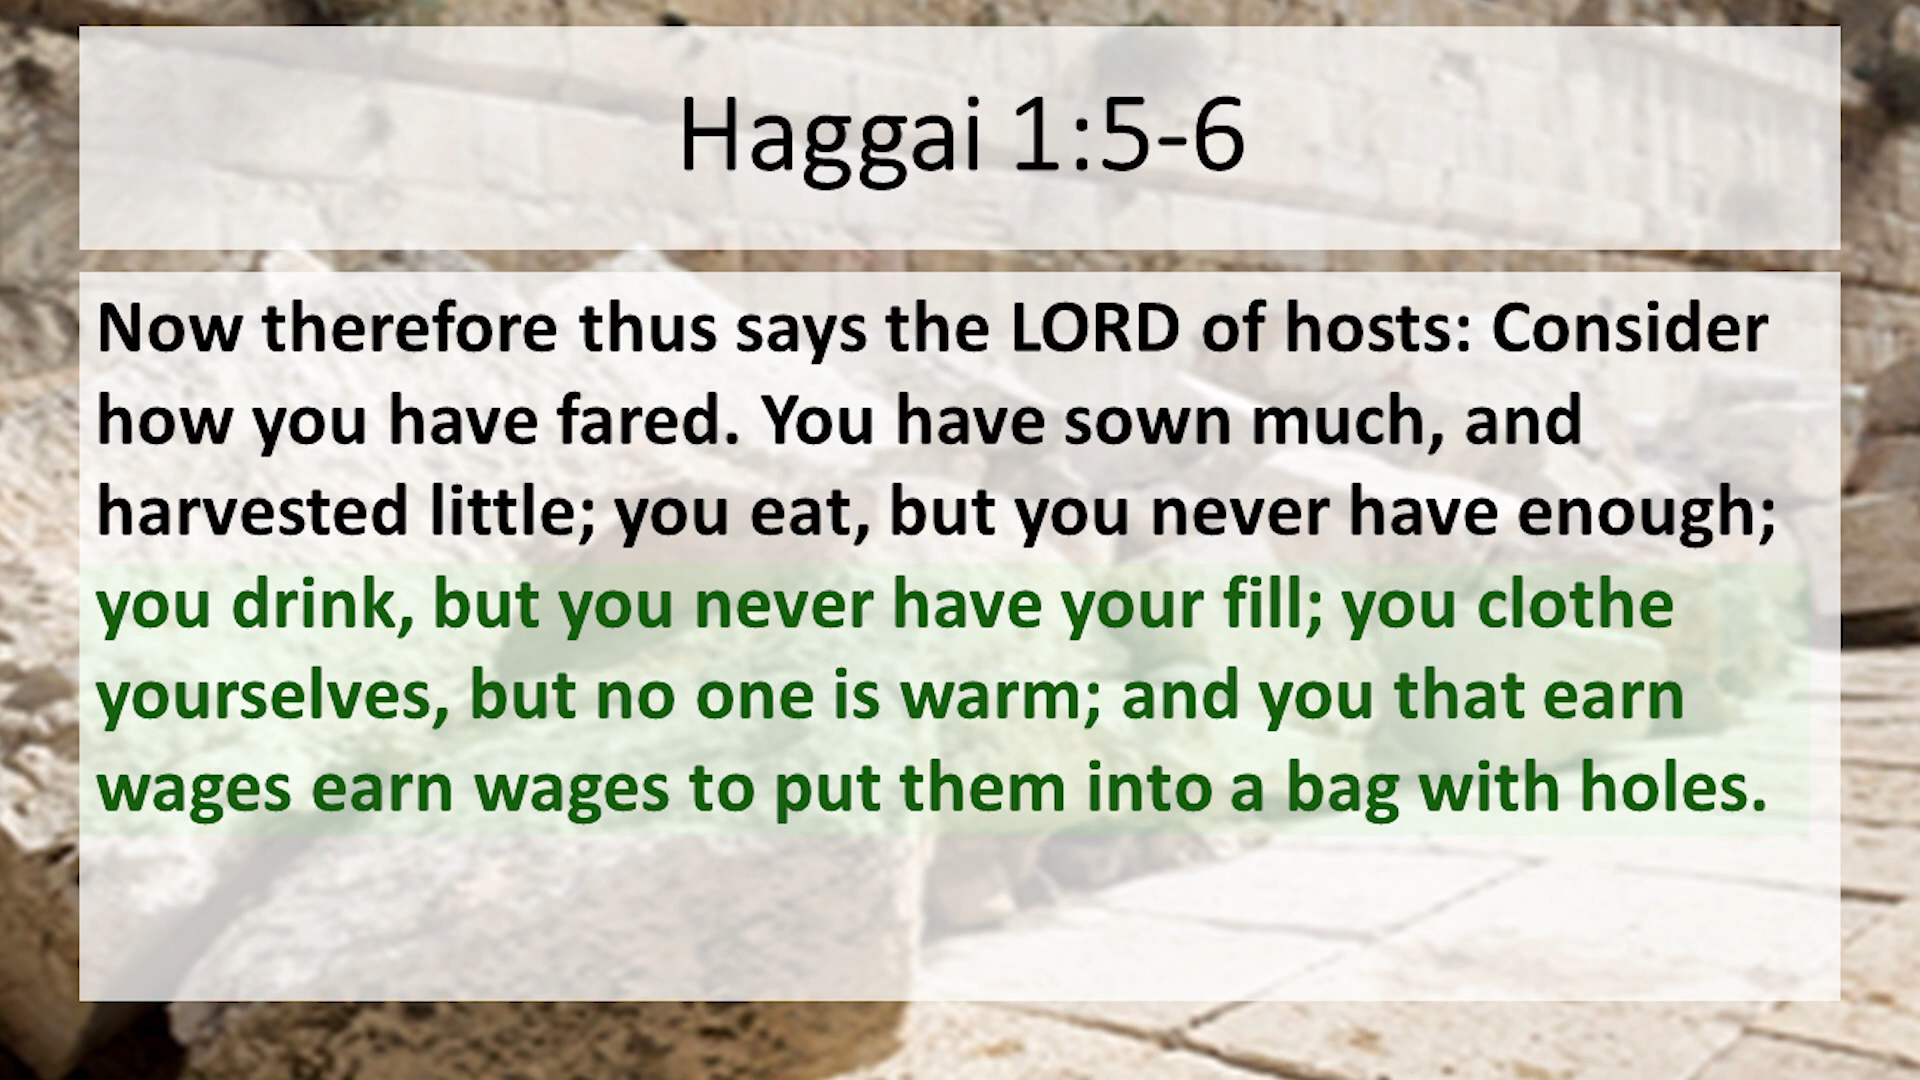 Haggai 1:5-6
Now therefore thus says the LORD of hosts: Consider
how you have fared. You have sown much, and
harvested little; you eat, but you never have enough;
you drink, but you never have your fill; you clothe
yourselves, but no one is warm; and you that earn
wages earn wages to put them into a bag with holes.